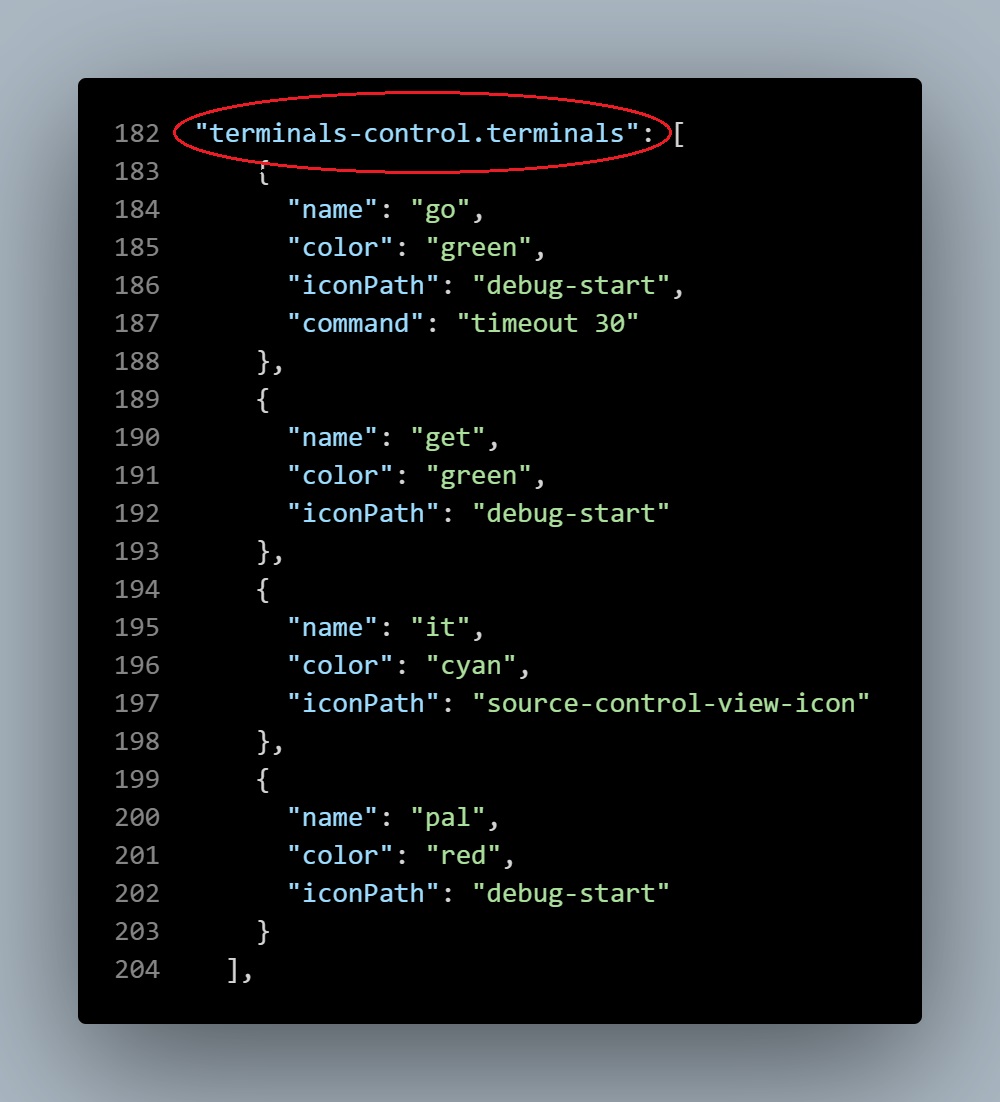 182 "terminals-control.terminals": [
183 {
184 "name": "go",
185 "color": "green",
186 "iconPath": "debug-start",
187 "command": "timeout 30"
188 },
189 {
190 "name": "get",
191 "color": "green",
192 "iconPath": "debug-start"
193 },
194 {
195 "name": "it",
196 "color": "cyan",
197 "iconPath": "source-control-view-icon"
198 },
199 {
200 "name": "pal",
201 "color": "red",
202 "iconPath": "debug-start"
203 }
204 ],